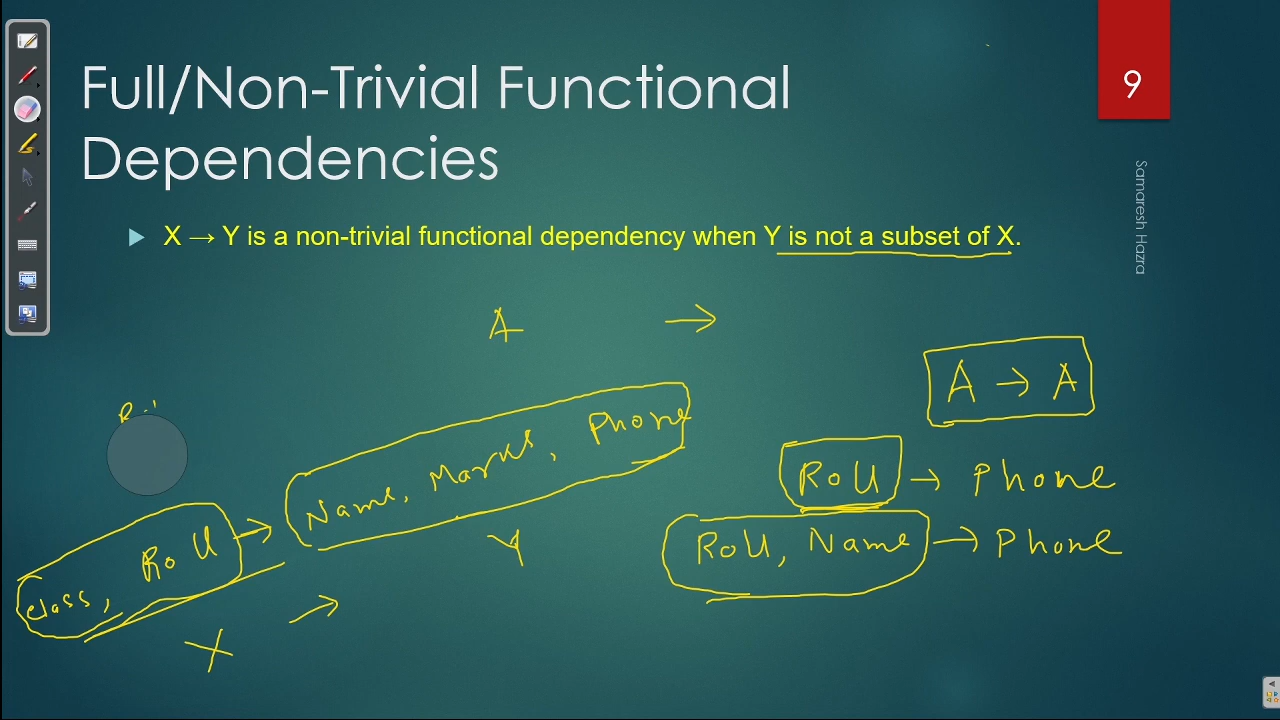 Full/Non-Trivial Functional
Dependencies
9
Samaresh Hazra
X → Y is a non-trivial functional dependency when Y is not a subset of X.
A →
A → A
Name, Marks, Phone
Roll → Phone
Class, Roll →
Y
Roll, Name → Phone
X →